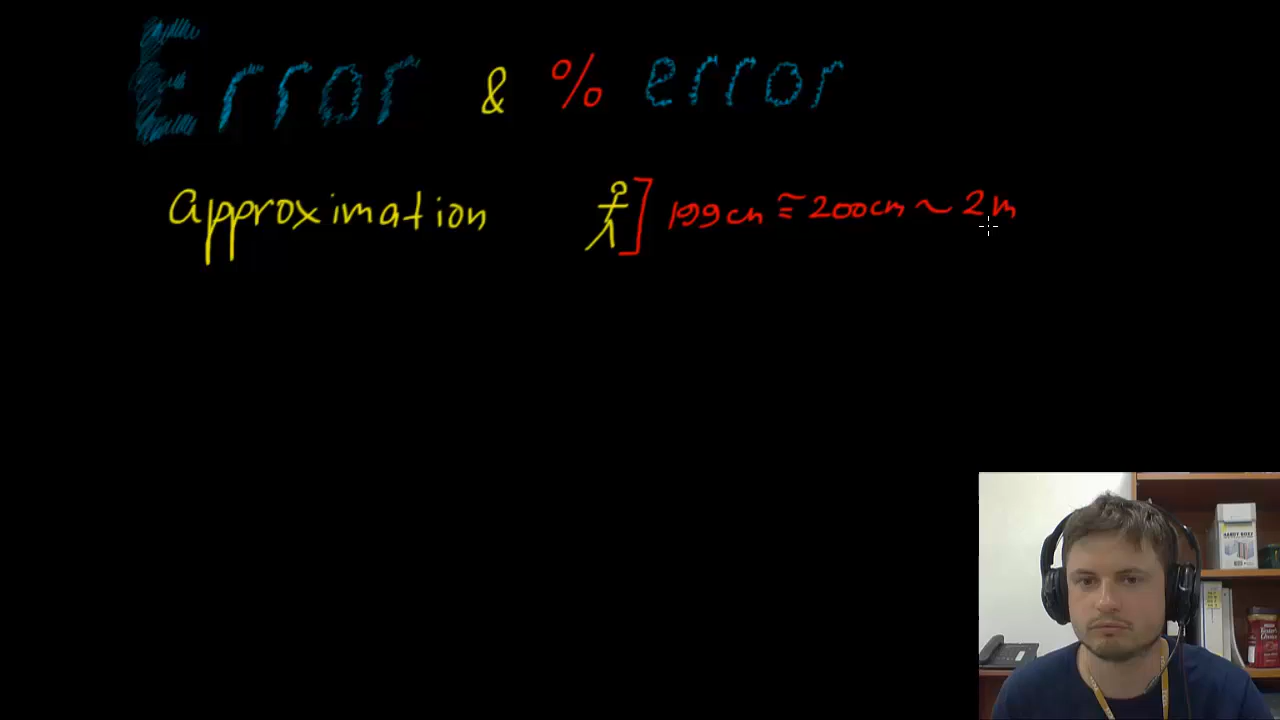 Error & % error
approximation 199cm ≅ 200cm ~ 2m